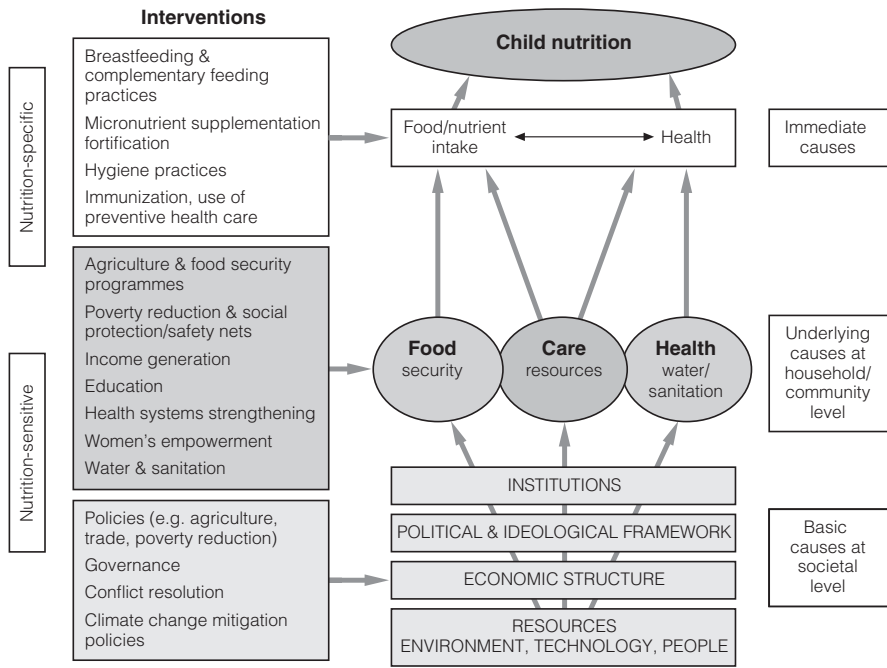 Interventions
Nutrition-specific
Breastfeeding &
complementary feeding
practices
Micronutrient supplementation
fortification
Hygiene practices
Immunization, use of
preventive health care
Nutrition-sensitive
Agriculture & food security
programmes
Poverty reduction & social
protection/safety nets
Income generation
Education
Health systems strengthening
Women's empowerment
Water & sanitation
Policies (e.g. agriculture,
trade, poverty reduction)
Governance
Conflict resolution
Climate change mitigation
policies
Child nutrition
Food/nutrient
intake
Health
Food
security
Care
resources
Health
water/
sanitation
INSTITUTIONS
POLITICAL & IDEOLOGICAL FRAMEWORK
ECONOMIC STRUCTURE
RESOURCES
ENVIRONMENT, TECHNOLOGY, PEOPLE
Immediate
causes
Underlying
causes at
household/
community
level
Basic
causes at
societal
level